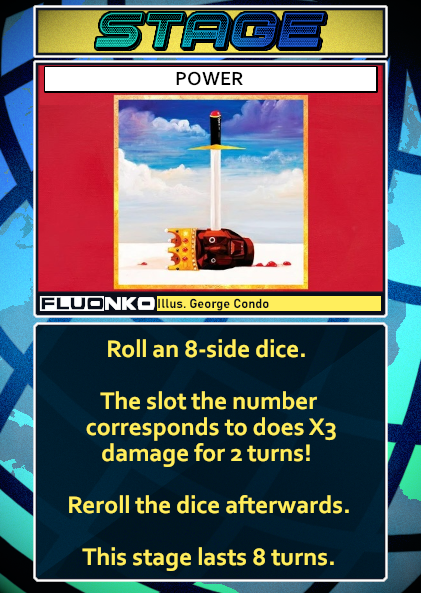 STAGE
POWER
FLUONKO Illus. George Condo
Roll an 8-side dice.
The slot the number
corresponds to does X3
damage for 2 turns!
Reroll the dice afterwards.
This stage lasts 8 turns.